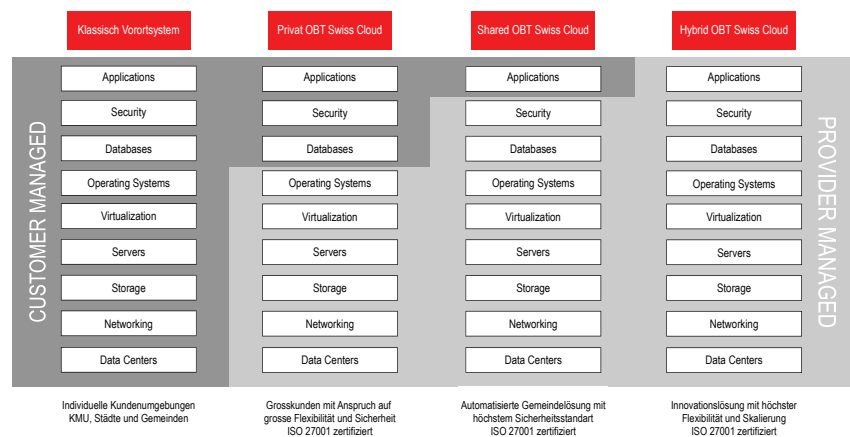 Klassisch Vorortsystem
Privat OBT Swiss Cloud
Shared OBT Swiss Cloud
Hybrid OBT Swiss Cloud
CUSTOMER MANAGED
Applications
Security
Databases
Operating Systems
Virtualization
Servers
Storage
Networking
Data Centers
Individuelle Kundenumgebungen
KMU, Städte und Gemeinden
Applications
Security
Databases
Operating Systems
Virtualization
Servers
Storage
Networking
Data Centers
Grosskunden mit Anspruch auf
grosse Flexibilität und Sicherheit
ISO 27001 zertifiziert
Applications
Security
Databases
Operating Systems
Virtualization
Servers
Storage
Networking
Data Centers
Automatisierte Gemeindelösung mit
höchstem Sicherheitsstandart
ISO 27001 zertifiziert
Applications
Security
Databases
Operating Systems
Virtualization
Servers
Storage
Networking
Data Centers
Innovationslösung mit höchster
Flexibilität und Skalierung
ISO 27001 zertifiziert
PROVIDER MANAGED